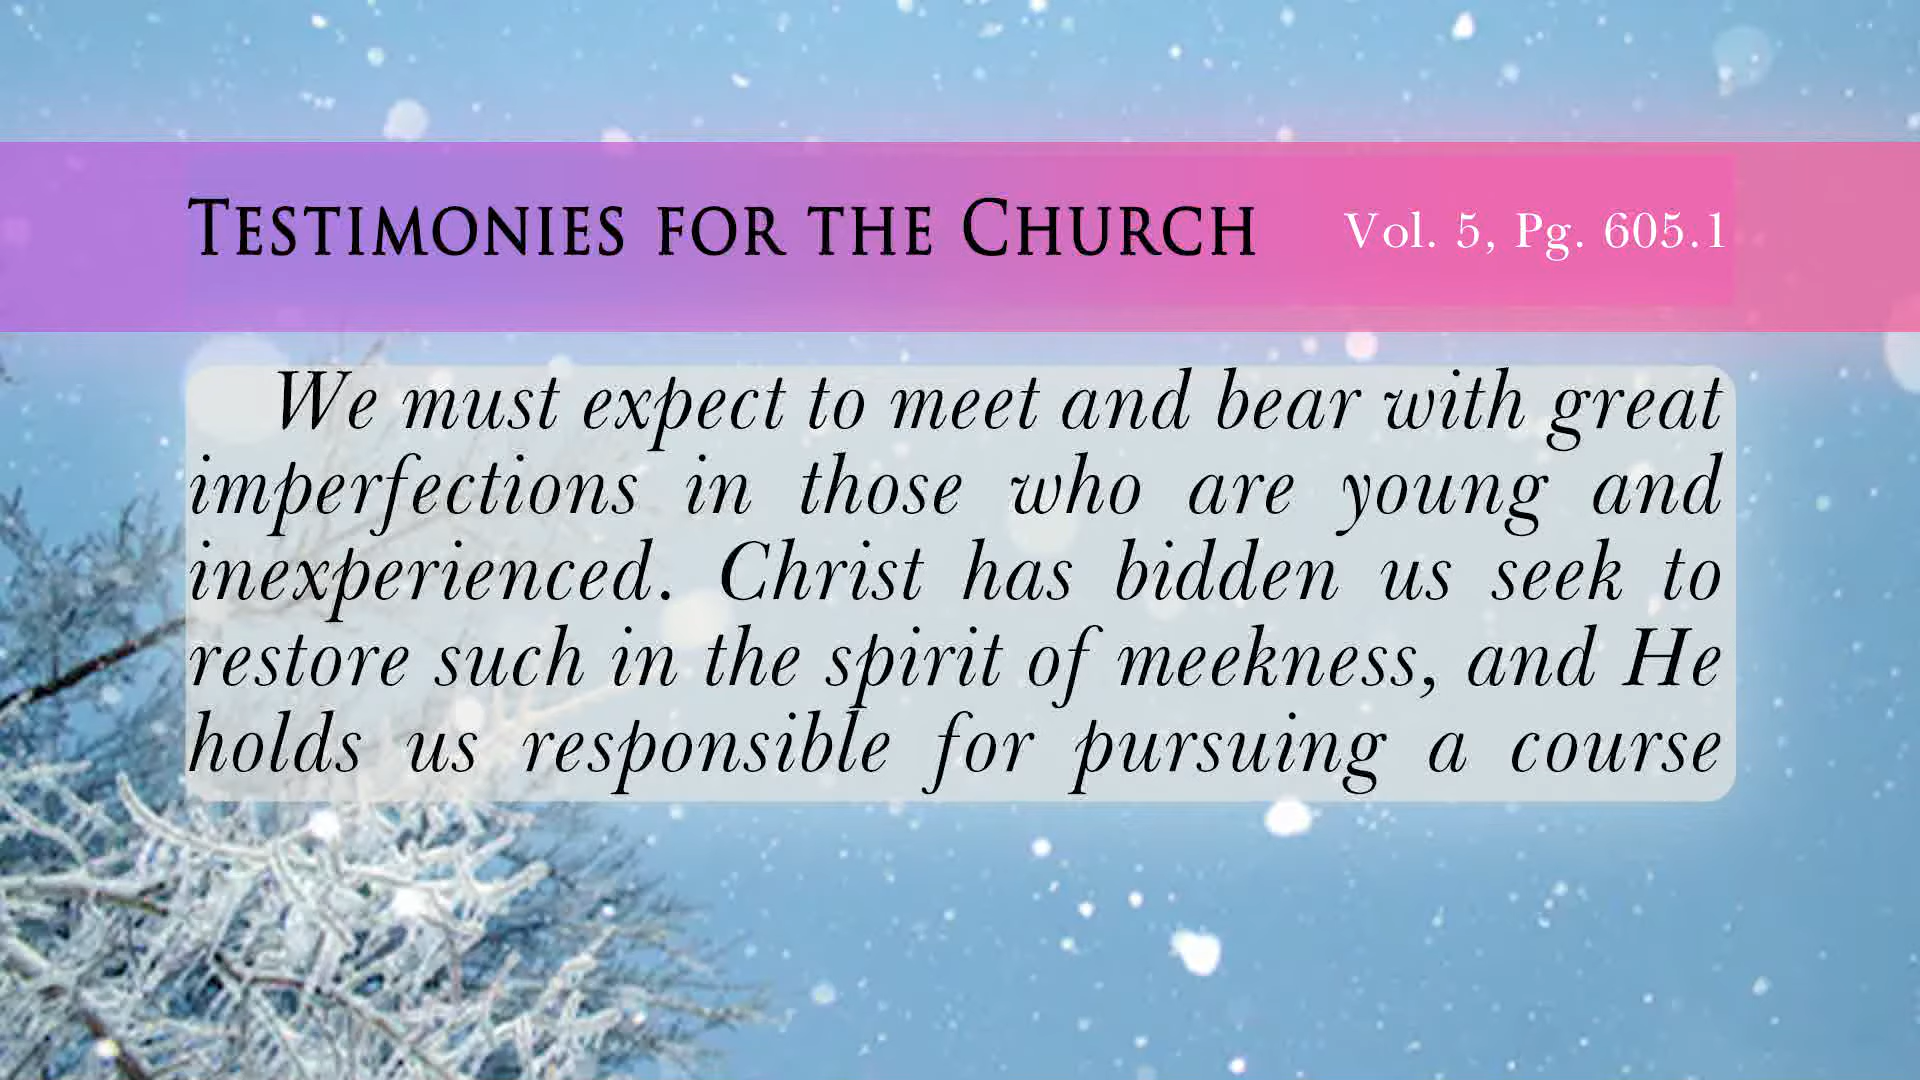 Testimonies for the Church Vol. 5, Pg. 605.1
We must expect to meet and bear with great
imperfections in those who are young and
inexperienced. Christ has bidden us seek to
restore such in the spirit of meekness, and He
holds us responsible for pursuing a course